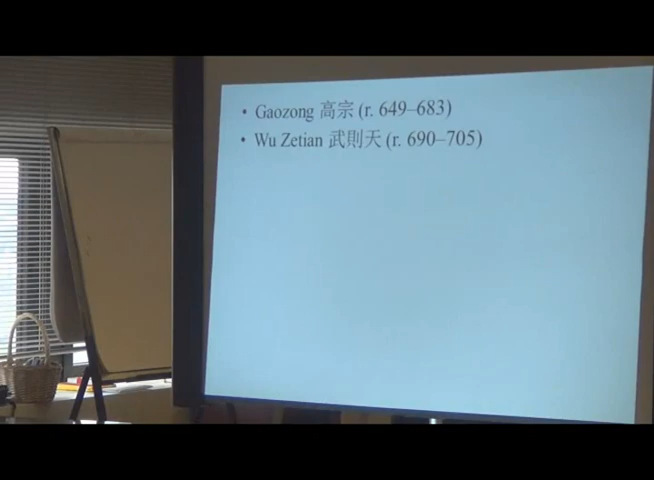 • Gaozong 高宗 (r. 649–683)
• Wu Zetian 武則天 (r. 690–705)